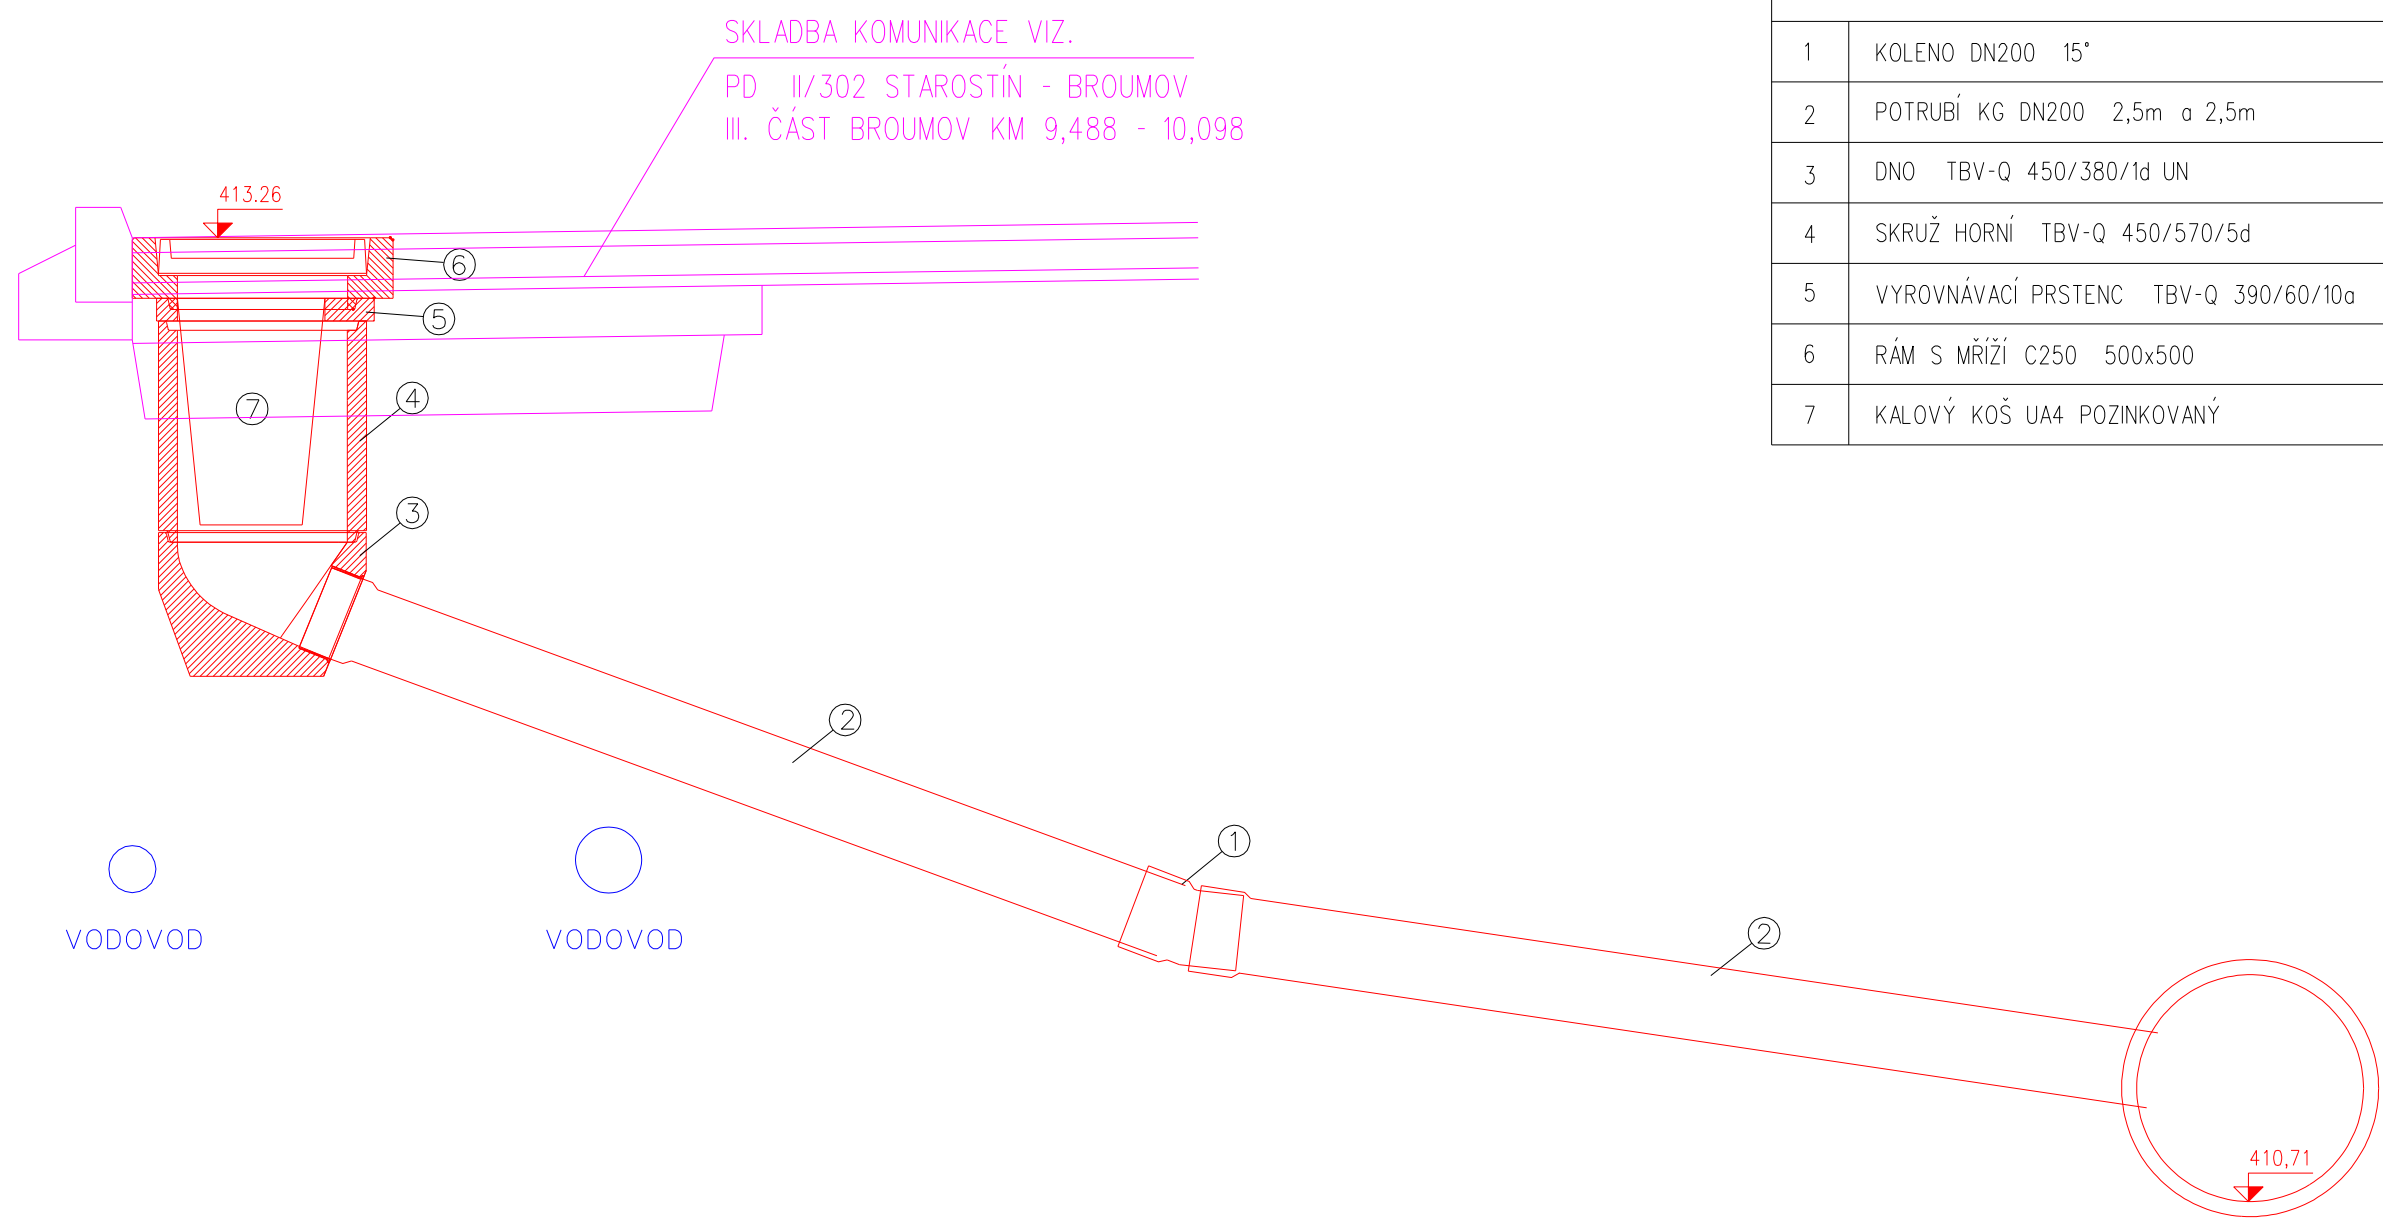 SKLADBA KOMUNIKACE VIZ.
PD II/302 STAROSTÍN - BROUMOV
III. ČÁST BROUMOV KM 9,488 - 10,098
1 KOLENO DN200 15°
2 POTRUBÍ KG DN200 2,5m a 2,5m
3 DNO TBV-Q 450/380/1d UN
4 SKRUŽ HORNÍ TBV-Q 450/570/5d
5 VYROVNÁVACÍ PRSTENC TBV-Q 390/60/10a
6 RÁM S MŘÍŽÍ C250 500x500
7 KALOVÝ KOŠ UA4 POZINKOVANÝ
413.26
6
5
4
7
3
2
1
2
VODOVOD
VODOVOD
410,71